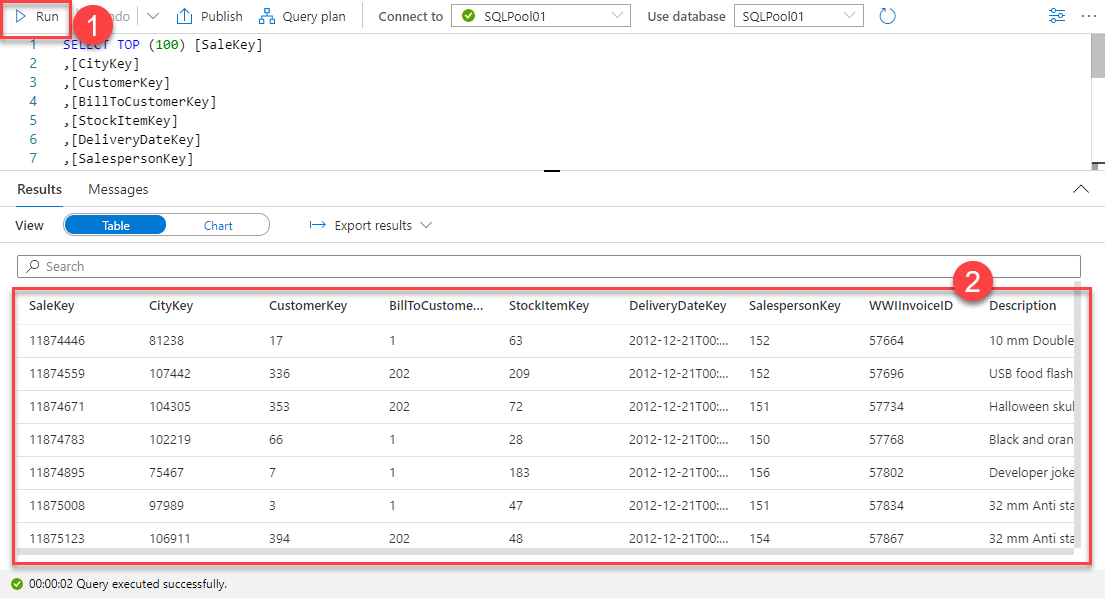 Run 1 do Publish Query plan Connect to SQLPool01 Use database SQLPool01
1 SELECT TOP (100) [SaleKey]
2 ,[CityKey]
3 ,[CustomerKey]
4 ,[BillToCustomerKey]
5 ,[StockItemKey]
6 ,[DeliveryDateKey]
7 ,[SalespersonKey]
Results Messages
View Table Chart Export results
Search
2
SaleKey CityKey CustomerKey BillToCustome... StockItemKey DeliveryDateKey SalespersonKey WWIInvoiceID Description
11874446 81238 17 1 63 2012-12-21T00:... 152 57664 10 mm Double
11874559 107442 336 202 209 2012-12-21T00:... 152 57696 USB food flash
11874671 104305 353 202 72 2012-12-21T00:... 151 57734 Halloween skul
11874783 102219 66 1 28 2012-12-21T00:... 150 57768 Black and oran
11874895 75467 7 1 183 2012-12-21T00:... 156 57802 Developer joke
11875008 97989 3 1 47 2012-12-21T00:... 151 57834 32 mm Anti sta
11875123 106911 394 202 48 2012-12-21T00:... 154 57867 32 mm Anti sta
00:00:02 Query executed successfully.